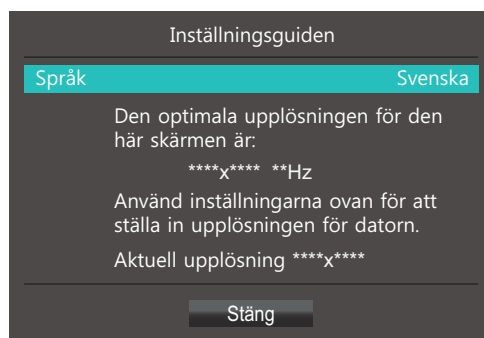 Inställningsguiden
Språk Svenska
Den optimala upplösningen för den
här skärmen är:
****x**** **Hz
Använd inställningarna ovan för att
ställa in upplösningen för datorn.
Aktuell upplösning ****x****
Stäng